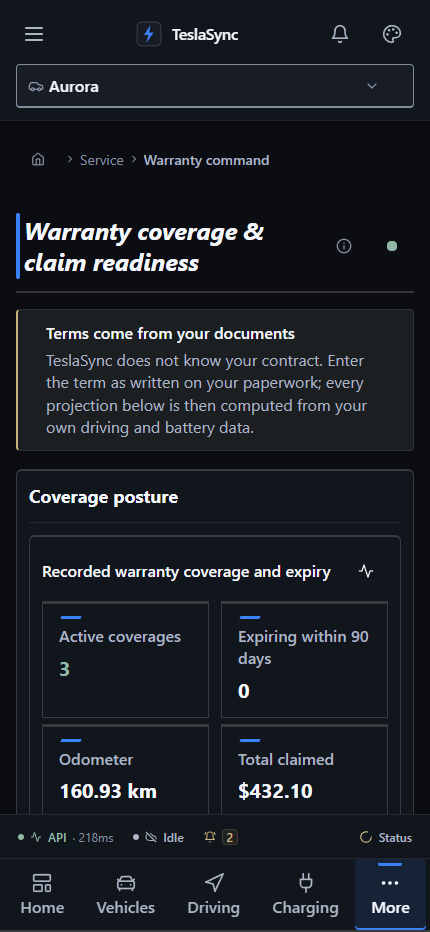 TeslaSync
Aurora
Service
Warranty command
Warranty coverage &
claim readiness
Terms come from your documents
TeslaSync does not know your contract. Enter
the term as written on your paperwork; every
projection below is then computed from your
own driving and battery data.
Coverage posture
Recorded warranty coverage and expiry
Active coverages
3
Expiring within 90
days
0
Odometer
160.93 km
Total claimed
$432.10
API · 218ms
Idle
2
Status
Home
Vehicles
Driving
Charging
More